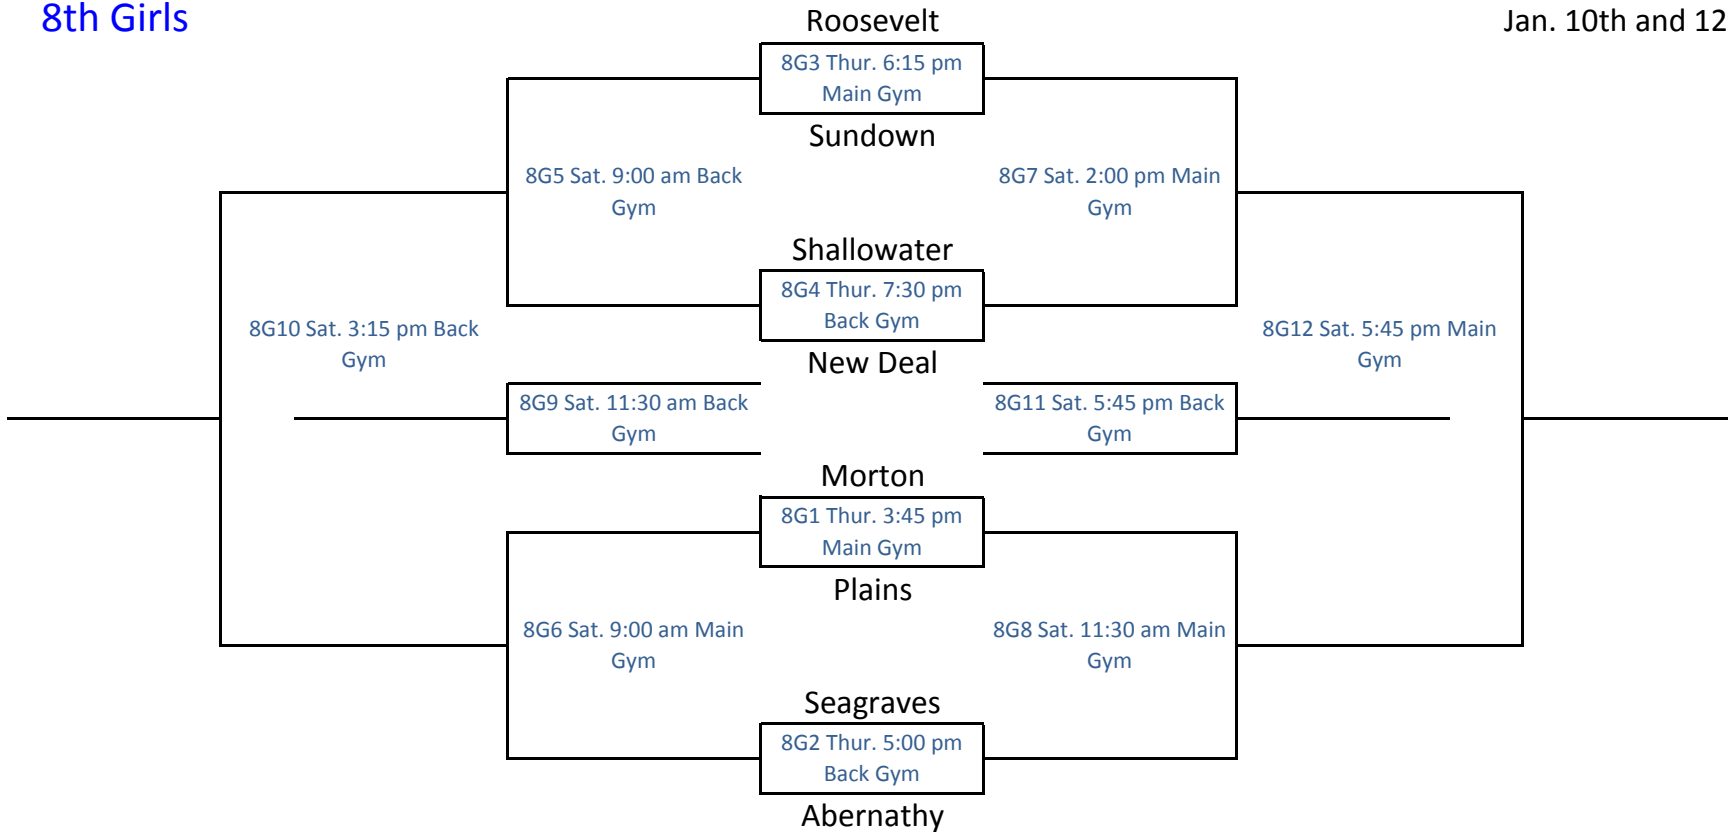 8th Girls
Roosevelt
Jan. 10th and 12
8G3 Thur. 6:15 pm
Main Gym
Sundown
8G5 Sat. 9:00 am Back
Gym
8G7 Sat. 2:00 pm Main
Gym
Shallowater
8G4 Thur. 7:30 pm
Back Gym
8G10 Sat. 3:15 pm Back
Gym
8G12 Sat. 5:45 pm Main
Gym
New Deal
8G9 Sat. 11:30 am Back
Gym
8G11 Sat. 5:45 pm Back
Gym
Morton
8G1 Thur. 3:45 pm
Main Gym
Plains
8G6 Sat. 9:00 am Main
Gym
8G8 Sat. 11:30 am Main
Gym
Seagraves
8G2 Thur. 5:00 pm
Back Gym
Abernathy